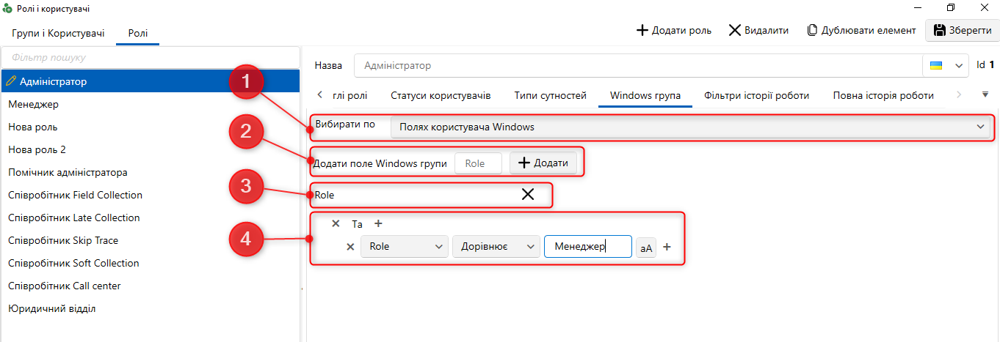 Ролі і користувачі
Групи і Користувачі Ролі
Додати роль Видалити Дублювати елемент Зберегти
Фільтр пошуку
Адміністратор
Менеджер
Нова роль
Нова роль 2
Помічник адміністратора
Співробітник Field Collection
Співробітник Late Collection
Співробітник Skip Trace
Співробітник Soft Collection
Співробітник Call center
Юридичний відділ
Назва Адміністратор Id 1
глі ролі Статуси користувачів Типи сутностей Windows група Фільтри історії роботи Повна історія роботи
1
Вибирати по Полях користувача Windows
2
Додати поле Windows групи Role Додати
3
Role
4
Та
Role Дорівнює Менеджер аА